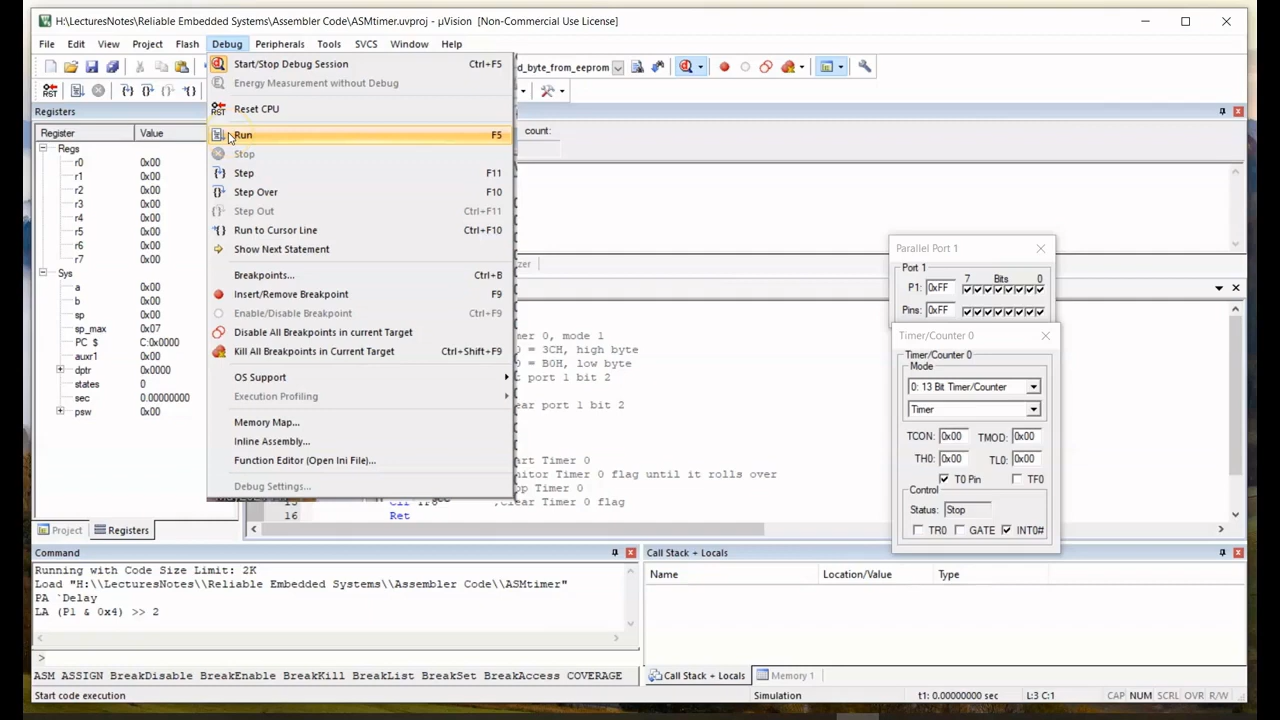 H:\LecturesNotes\Reliable Embedded Systems\Assembler Code\ASMtimer.uvproj - µVision [Non-Commercial Use License]
File Edit View Project Flash Debug Peripherals Tools SVCS Window Help
Start/Stop Debug Session Ctrl+F5
d_byte_from_eeprom
Energy Measurement without Debug
Reset CPU
Run F5
Stop
Step F11
Step Over F10
Step Out Ctrl+F11
Run to Cursor Line Ctrl+F10
Show Next Statement
Breakpoints... Ctrl+B
Insert/Remove Breakpoint F9
Enable/Disable Breakpoint Ctrl+F9
Disable All Breakpoints in current Target
Kill All Breakpoints in Current Target Ctrl+Shift+F9
OS Support
Execution Profiling
Memory Map...
Inline Assembly...
Function Editor (Open Ini File)...
Debug Settings...
Registers
Register Value
Regs
r0 0x00
r1 0x00
r2 0x00
r3 0x00
r4 0x00
r5 0x00
r6 0x00
r7 0x00
Sys
a 0x00
b 0x00
sp 0x07
sp_max 0x07
PC $ C:0x0000
auxr1 0x00
dptr 0x0000
states 0
sec 0.00000000
psw 0x00
Project Registers
count:
zer
mer 0, mode 1
0 = 3CH, high byte
0 = B0H, low byte
t port 1 bit 2
ear port 1 bit 2
art Timer 0
nitor Timer 0 flag until it rolls over
op Timer 0
15 Clr TF0 ;Clear Timer 0 flag
16 Ret
Parallel Port 1
Port 1
7 Bits 0
P1: 0xFF
Pins: 0xFF
Timer/Counter 0
Timer/Counter 0
Mode
0: 13 Bit Timer/Counter
Timer
TCON: 0x00 TMOD: 0x00
TH0: 0x00 TL0: 0x00
T0 Pin TF0
Control
Status: Stop
TR0 GATE INT0#
Command
Running with Code Size Limit: 2K
Load "H:\\LecturesNotes\\Reliable Embedded Systems\\Assembler Code\\ASMtimer"
PA `Delay
LA (P1 & 0x4) >> 2
>
ASM ASSIGN BreakDisable BreakEnable BreakKill BreakList BreakSet BreakAccess COVERAGE
Call Stack + Locals
Name Location/Value Type
Call Stack + Locals Memory 1
Start code execution Simulation t1: 0.00000000 sec L:3 C:1 CAP NUM SCRL OVR R/W